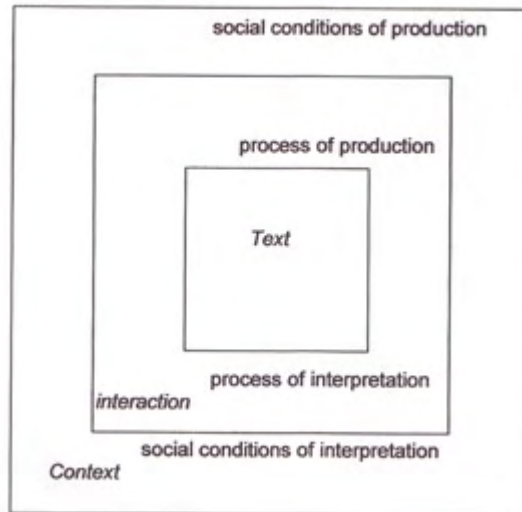 social conditions of production
process of production
Text
process of interpretation
interaction
social conditions of interpretation
Context